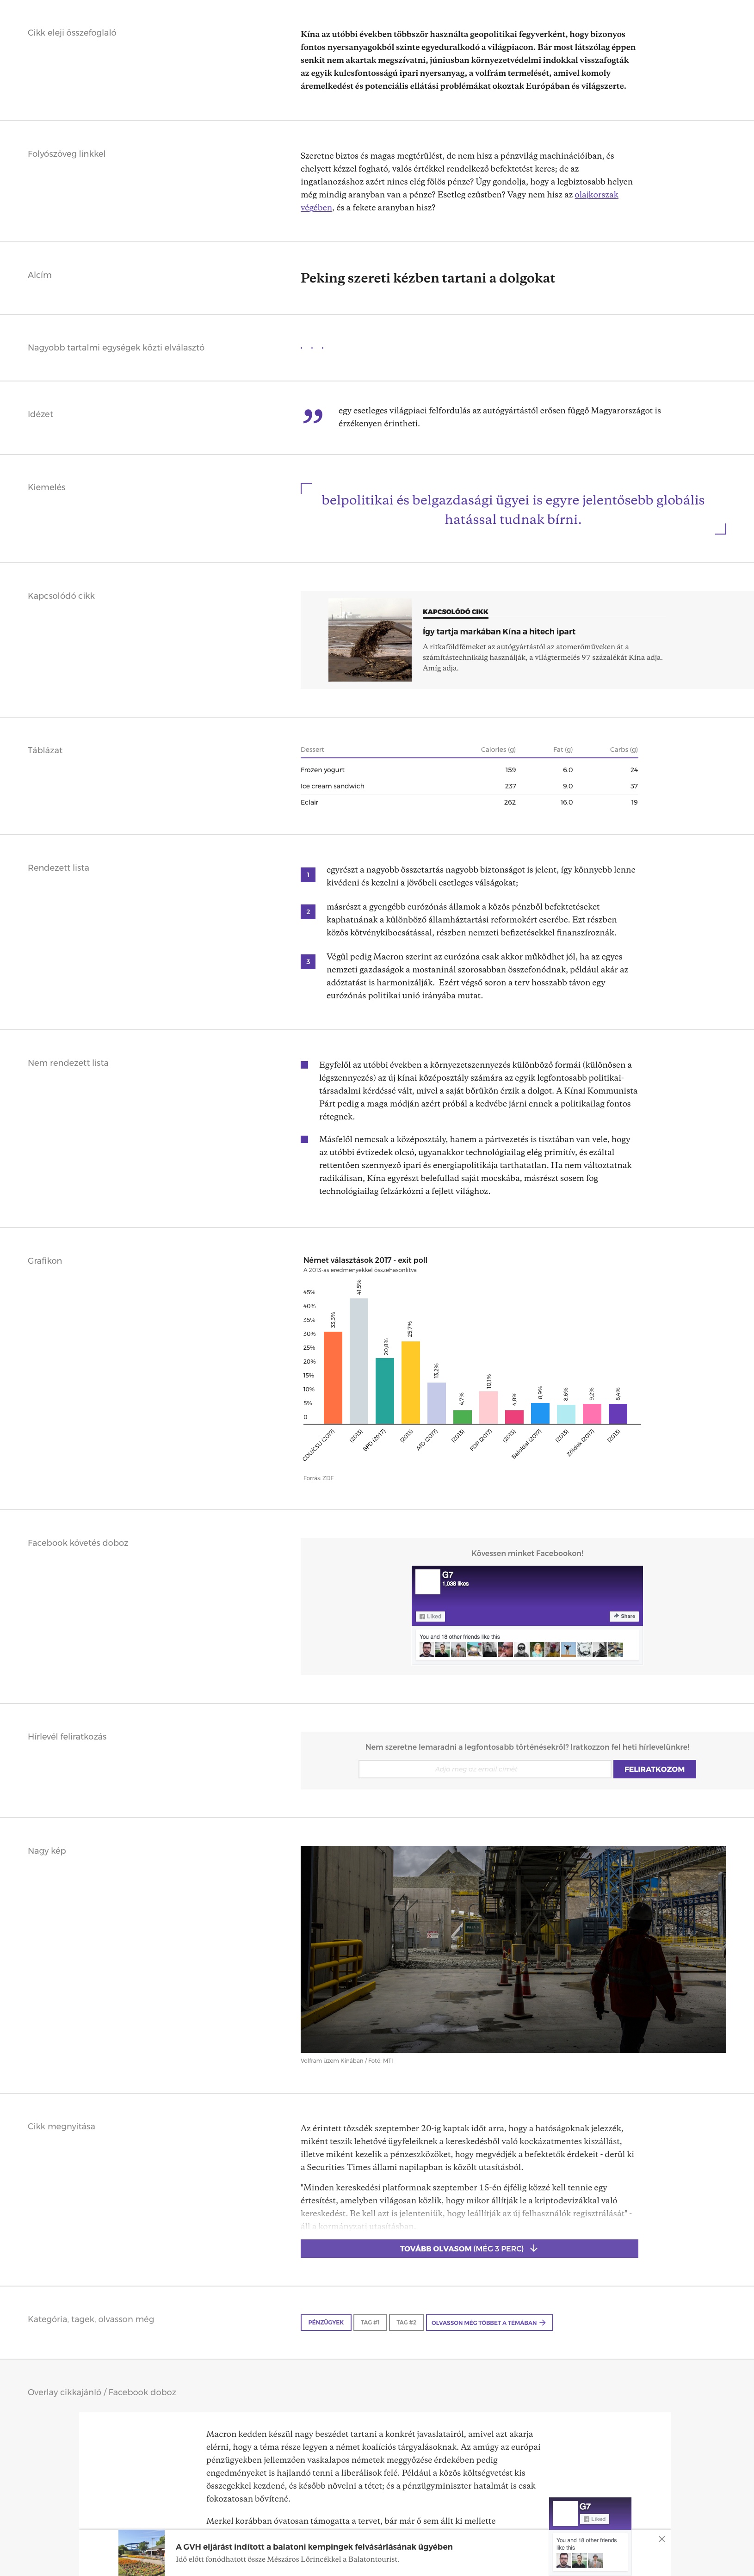 Cikk eleji összefoglaló
Kína az utóbbi években többször használta geopolitikai fegyverként, hogy bizonyos
fontos nyersanyagokból szinte egyeduralkodó a világpiacon. Bár most látszólag éppen
senkit nem akartak megszívatni, júniusban környezetvédelmi indokkal visszafogták
az egyik kulcsfontosságú ipari nyersanyag, a volfrám termelését, amivel komoly
áremelkedést és potenciális ellátási problémákat okoztak Európában és világszerte.
Folyószöveg linkkel
Szeretne biztos és magas megtérülést, de nem hisz a pénzvilág machinációiban, és
ehelyett kézzel fogható, valós értékkel rendelkező befektetést keres; de az
ingatlanozáshoz azért nincs elég fölös pénze? Úgy gondolja, hogy a legbiztosabb helyen
még mindig aranyban van a pénze? Esetleg ezüstben? Vagy nem hisz az olajkorszak
végében, és a fekete aranyban hisz?
Alcím
Peking szereti kézben tartani a dolgokat
Nagyobb tartalmi egységek közti elválasztó
. . .
Idézet
” egy esetleges világpiaci felfordulás az autógyártástól erősen függő Magyarországot is
érzékenyen érintheti.
Kiemelés
belpolitikai és belgazdasági ügyei is egyre jelentősebb globális
hatással tudnak bírni.
Kapcsolódó cikk
KAPCSOLÓDÓ CIKK
Így tartja markában Kína a hitech ipart
A ritkaföldfémeket az autógyártástól az atomerőműveken át a
számítástechnikáig használják, a világtermelés 97 százalékát Kína adja.
Amíg adja.
Táblázat
Dessert Calories (g) Fat (g) Carbs (g)
Frozen yogurt 159 6.0 24
Ice cream sandwich 237 9.0 37
Eclair 262 16.0 19
Rendezett lista
1 egyrészt a nagyobb összetartás nagyobb biztonságot is jelent, így könnyebb lenne
kivédeni és kezelni a jövőbeli esetleges válságokat;
2 másrészt a gyengébb eurózónás államok a közös pénzből befektetéseket
kaphatnának a különböző államháztartási reformokért cserébe. Ezt részben
közös kötvénykibocsátással, részben nemzeti befizetésekkel finanszíroznák.
3 Végül pedig Macron szerint az eurózóna csak akkor működhet jól, ha az egyes
nemzeti gazdaságok a mostaninál szorosabban összefonódnak, például akár az
adóztatást is harmonizálják. Ezért végső soron a terv hosszabb távon egy
eurózónás politikai unió irányába mutat.
Nem rendezett lista
Egyfelől az utóbbi években a környezetszennyezés különböző formái (különösen a
légszennyezés) az új kínai középosztály számára az egyik legfontosabb politikai-
társadalmi kérdéssé vált, mivel a saját bőrükön érzik a dolgot. A Kínai Kommunista
Párt pedig a maga módján azért próbál a kedvébe járni ennek a politikailag fontos
rétegnek.
Másfelől nemcsak a középosztály, hanem a pártvezetés is tisztában van vele, hogy
az utóbbi évtizedek olcsó, ugyanakkor technológiailag elég primitív, és ezáltal
rettentően szennyező ipari és energiapolitikája tarthatatlan. Ha nem változtatnak
radikálisan, Kína egyrészt belefullad saját mocskába, másrészt sosem fog
technológiailag felzárkózni a fejlett világhoz.
Grafikon
Német választások 2017 - exit poll
A 2013-as eredményekkel összehasonlítva
45%
40%
35%
30%
25%
20%
15%
10%
5%
0
33,3% 41,5% 20,8% 25,7% 13,2% 4,7% 10,1% 4,8% 8,9% 8,6% 9,2% 8,4%
CDU/CSU (2017) (2013) SPD (2017) (2013) AfD (2017) (2013) FDP (2017) (2013) Baloldal (2017) (2013) Zöldek (2017) (2013)
Forrás: ZDF
Facebook követés doboz
Kövessen minket Facebookon!
G7
1,038 likes
Liked Share
You and 18 other friends like this
Hírlevél feliratkozás
Nem szeretne lemaradni a legfontosabb történésekről? Iratkozzon fel heti hírlevelünkre!
Adja meg az email címét
FELIRATKOZOM
Nagy kép
Volfrám üzem Kínában / Fotó: MTI
Cikk megnyitása
Az érintett tőzsdék szeptember 20-ig kaptak időt arra, hogy a hatóságoknak jelezzék,
miként teszik lehetővé ügyfeleiknek a kereskedésből való kockázatmentes kiszállást,
illetve miként kezelik a pénzeszközöket, hogy megvédjék a befektetők érdekeit - derül ki
a Securities Times állami napilapban is közölt utasításból.
"Minden kereskedési platformnak szeptember 15-én éjfélig közzé kell tennie egy
értesítést, amelyben világosan közlik, hogy mikor állítják le a kriptodevizákkal való
kereskedést. Be kell azt is jelenteniük, hogy leállítják az új felhasználók regisztrálását" -
áll a kormányzati utasításban.
TOVÁBB OLVASOM (MÉG 3 PERC) ↓
Kategória, tagek, olvasson még
PÉNZÜGYEK TAG #1 TAG #2 OLVASSON MÉG TÖBBET A TÉMÁBAN →
Overlay cikkajánló / Facebook doboz
Macron kedden készül nagy beszédet tartani a konkrét javaslatairól, amivel azt akarja
elérni, hogy a téma része legyen a német koalíciós tárgyalásoknak. Az amúgy az európai
pénzügyekben jellemzően vaskalapos németek meggyőzése érdekében pedig
engedményeket is hajlandó tenni a liberálisok felé. Például a közös költségvetést kis
összegekkel kezdené, és később növelni a tétet; és a pénzügyminiszter hatalmát is csak
fokozatosan bővítené.
Merkel korábban óvatosan támogatta a tervet, bár már ő sem állt ki mellette
G7
Liked
You and 18 other friends
like this
A GVH eljárást indított a balatoni kempingek felvásárlásának ügyében
Idő előtt fonódhatott össze Mészáros Lőrincékkel a Balatontourist.